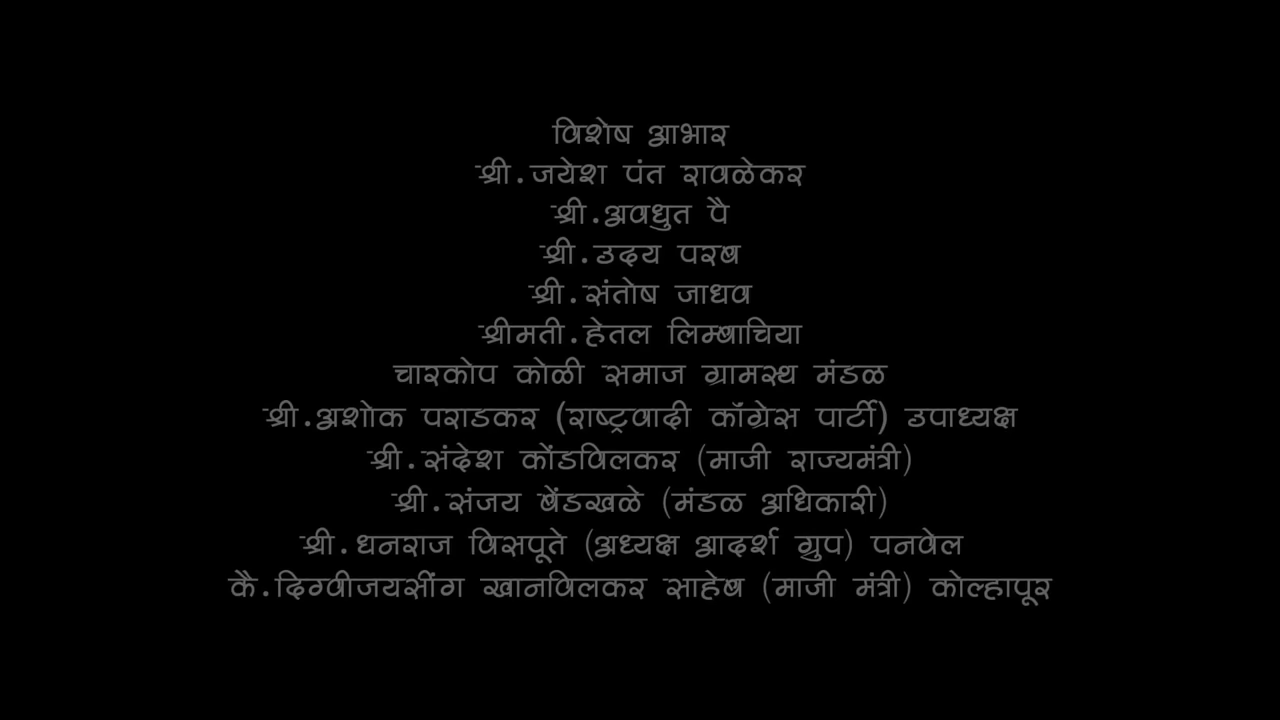 विशेष आभार
श्री.जयेश पंत रावळेकर
श्री.अवधुत पै
श्री.उदय परब
श्री.संतोष जाधव
श्रीमती.हेतल लिम्बाचिया
चारकोप कोळी समाज ग्रामस्थ मंडळ
श्री.अशोक पराडकर (राष्ट्रवादी कॉंग्रेस पार्टी) उपाध्यक्ष
श्री.संदेश कोंडविलकर (माजी राज्यमंत्री)
श्री.संजय बेंडखळे (मंडळ अधिकारी)
श्री.धनराज विसपूते (अध्यक्ष आदर्श ग्रुप) पनवेल
कै.दिग्वीजयसींग खानविलकर साहेब (माजी मंत्री) कोल्हापूर